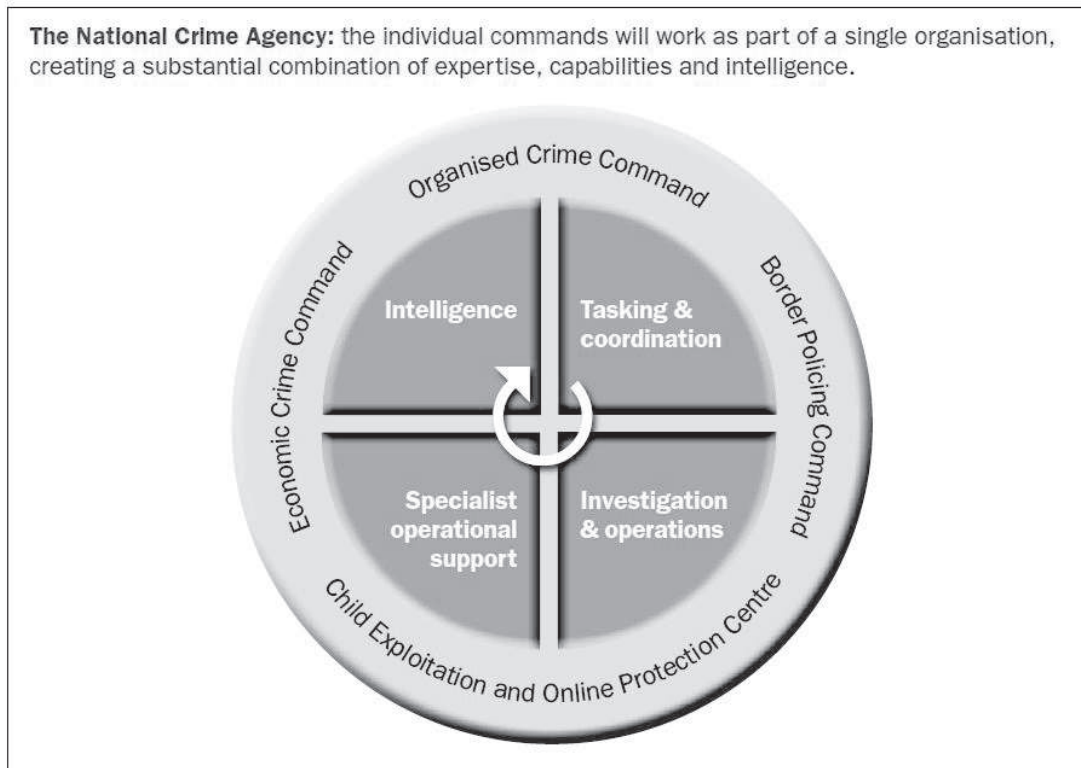 The National Crime Agency: the individual commands will work as part of a single organisation,
creating a substantial combination of expertise, capabilities and intelligence.
Organised Crime Command
Economic Crime Command
Border Policing Command
Intelligence
Tasking &
coordination
Specialist
operational
support
Investigation
& operations
Child Exploitation and Online Protection Centre